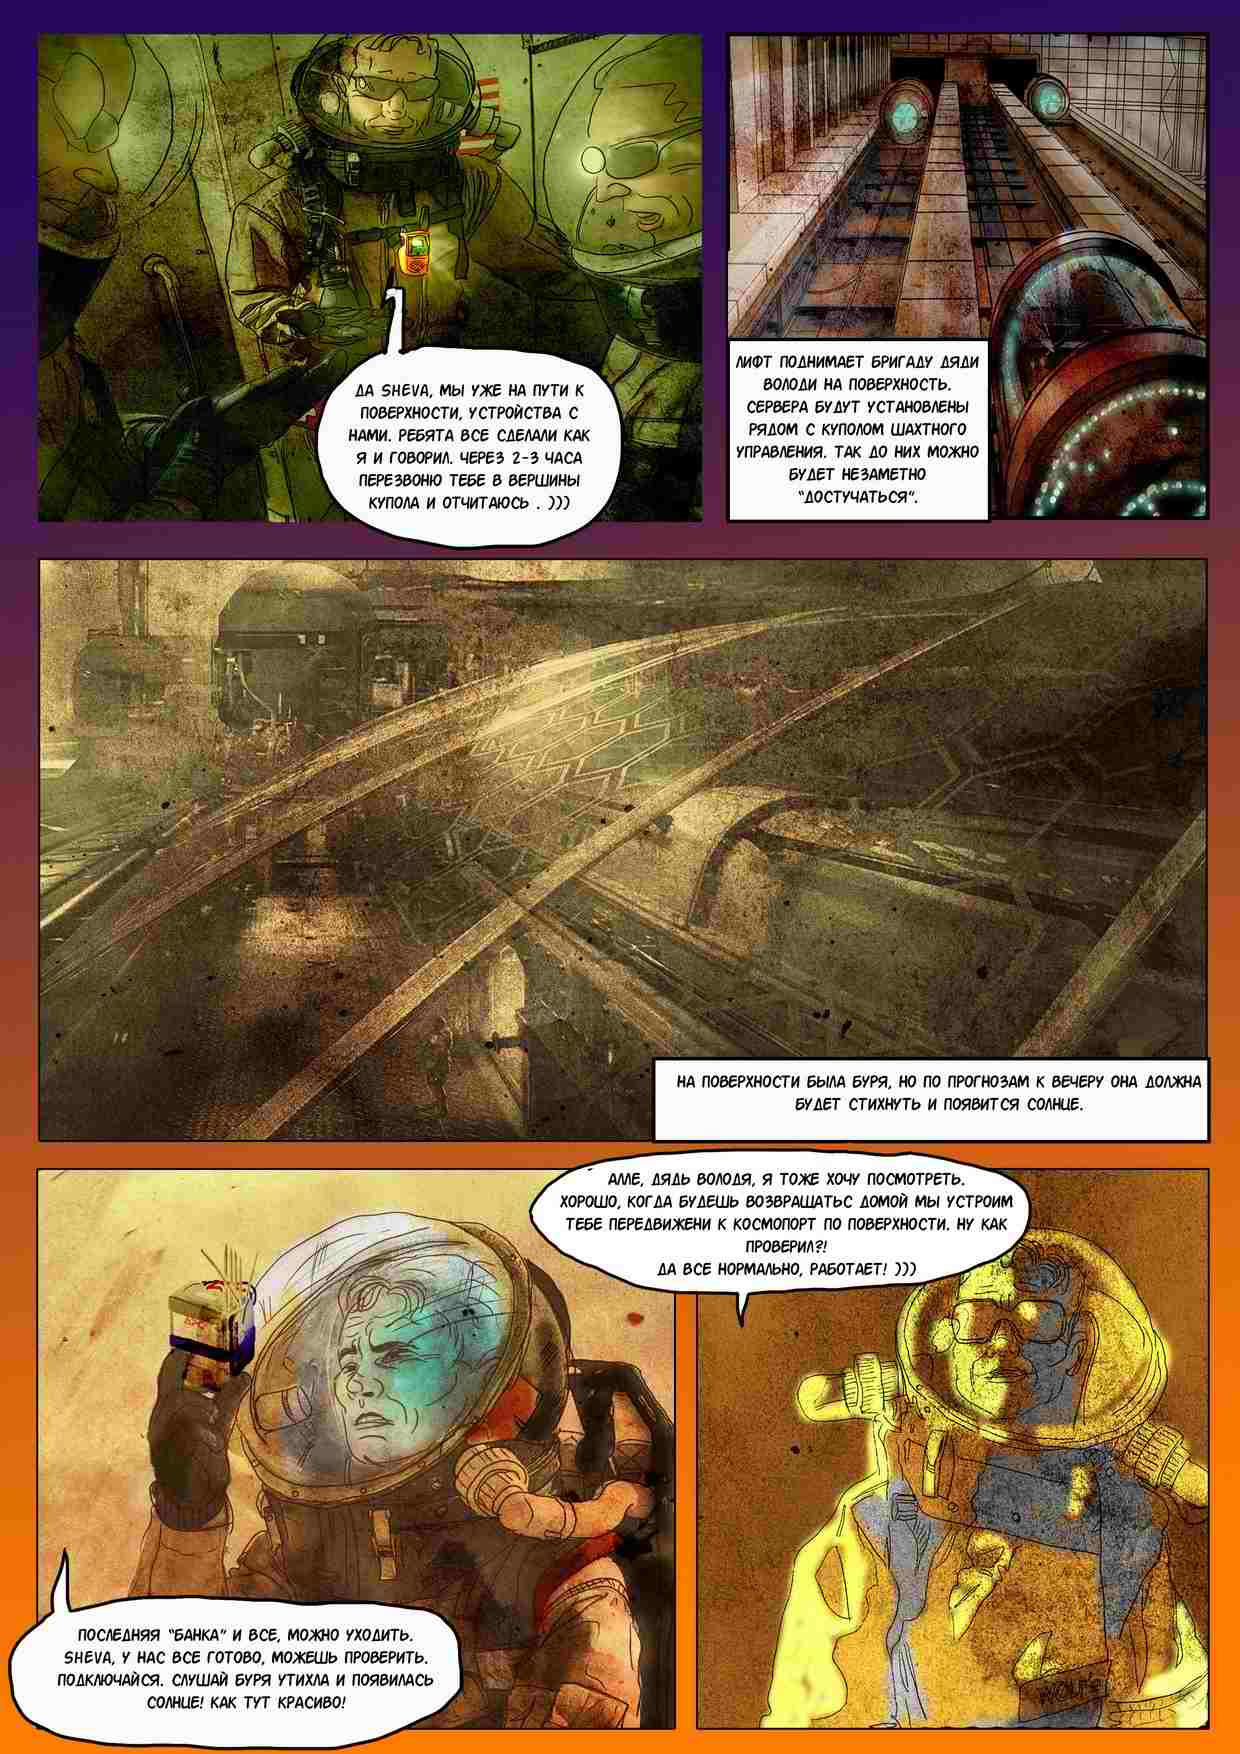 ДА SHEVA, МЫ УЖЕ НА ПУТИ К
ПОВЕРХНОСТИ, УСТРОЙСТВА С
НАМИ. РЕБЯТА ВСЕ СДЕЛАЛИ КАК
Я И ГОВОРИЛ. ЧЕРЕЗ 2-3 ЧАСА
ПЕРЕЗВОНЮ ТЕБЕ В ВЕРШИНЫ
КУПОЛА И ОТЧИТАЮСЬ . )))
ЛИФТ ПОДНИМАЕТ БРИГАДУ ДЯДИ
ВОЛОДИ НА ПОВЕРХНОСТЬ.
СЕРВЕРА БУДУТ УСТАНОВЛЕНЫ
РЯДОМ С КУПОЛОМ ШАХТНОГО
УПРАВЛЕНИЯ. ТАК ДО НИХ МОЖНО
БУДЕТ НЕЗАМЕТНО
"ДОСТУЧАТЬСЯ".
НА ПОВЕРХНОСТИ БЫЛА БУРЯ, НО ПО ПРОГНОЗАМ К ВЕЧЕРУ ОНА ДОЛЖНА
БУДЕТ СТИХНУТЬ И ПОЯВИТСЯ СОЛНЦЕ.
АЛЛЕ, ДЯДЬ ВОЛОДЯ, Я ТОЖЕ ХОЧУ ПОСМОТРЕТЬ.
ХОРОШО, КОГДА БУДЕШЬ ВОЗВРАЩАТЬС ДОМОЙ МЫ УСТРОИМ
ТЕБЕ ПЕРЕДВИЖЕНИ К КОСМОПОРТ ПО ПОВЕРХНОСТИ. НУ КАК
ПРОВЕРИЛ?!
ДА ВСЕ НОРМАЛЬНО, РАБОТАЕТ! )))
ПОСЛЕДНЯЯ "БАНКА" И ВСЕ, МОЖНО УХОДИТЬ.
SHEVA, У НАС ВСЕ ГОТОВО, МОЖЕШЬ ПРОВЕРИТЬ.
ПОДКЛЮЧАЙСЯ. СЛУШАЙ БУРЯ УТИХЛА И ПОЯВИЛАСЬ
СОЛНЦЕ! КАК ТУТ КРАСИВО!